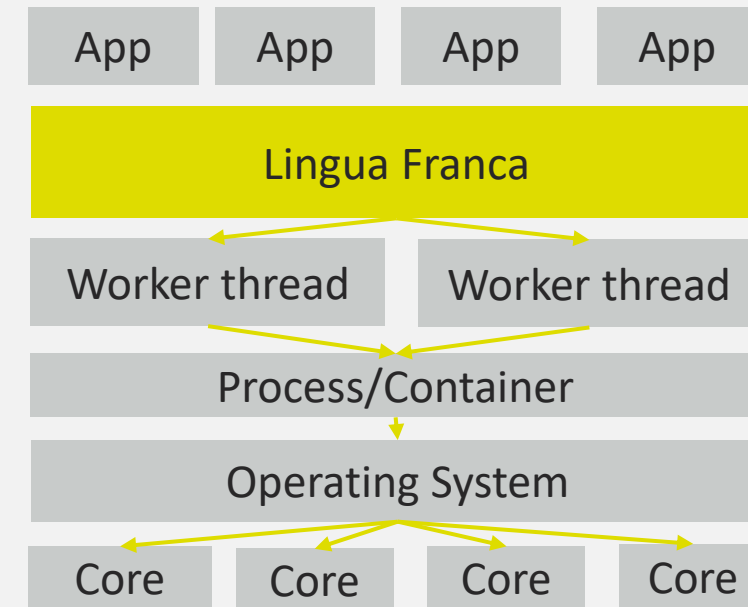 App App App App
Lingua Franca
Worker thread Worker thread
Process/Container
Operating System
Core Core Core Core